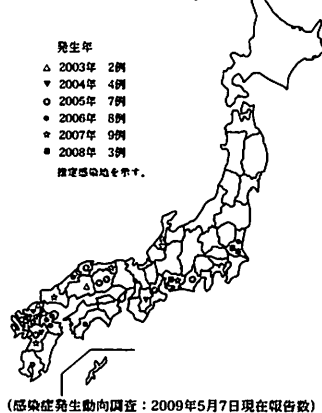 発生年
△ 2003年 2例
▼ 2004年 4例
○ 2005年 7例
● 2006年 8例
☆ 2007年 9例
■ 2008年 3例
推定感染地を示す。
(感染症発生動向調査：2009年5月7日現在報告数)